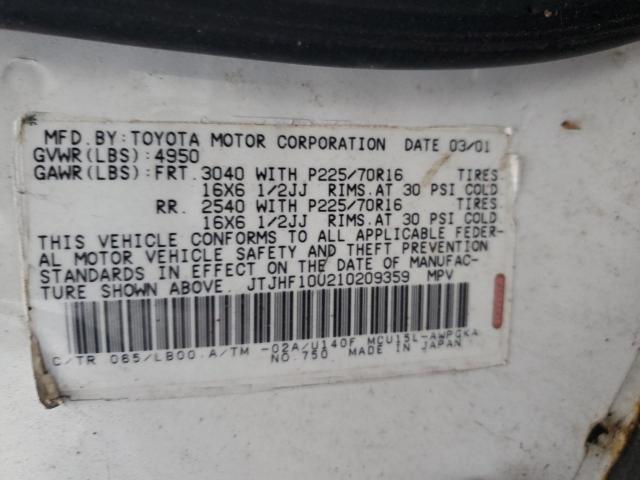 MFD.BY:TOYOTA MOTOR CORPORATION DATE 03/01
GVWR(LBS):4950
GAWR(LBS):FRT. 3040 WITH P225/70R16 TIRES
16X6 1/2JJ RIMS.AT 30 PSI COLD
RR. 2540 WITH P225/70R16 TIRES
16X6 1/2JJ RIMS.AT 30 PSI COLD
THIS VEHICLE CONFORMS TO ALL APPLICABLE FEDER-
AL MOTOR VEHICLE SAFETY AND THEFT PREVENTION
STANDARDS IN EFFECT ON THE DATE OF MANUFAC-
TURE SHOWN ABOVE. JTJHF10U210209359 MPV
C/TR 065/LB00.A/TM -02A/U140F MCU15L-AWPGKA
NO.750 MADE IN JAPAN